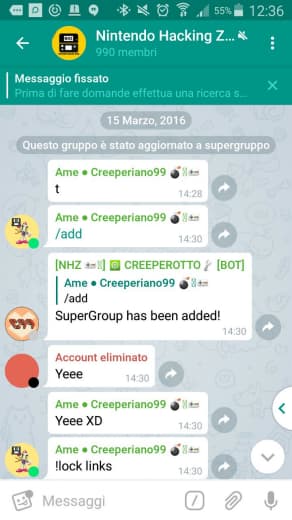 55% 12:36
Nintendo Hacking Z...
990 membri
Messaggio fissato
Prima di fare domande effettua una ricerca s...
15 Marzo, 2016
Questo gruppo è stato aggiornato a supergruppo
Ame ● Creeperiano99
t
14:28
Ame ● Creeperiano99
/add
14:30
[NHZ ] CREEPEROTTO [BOT]
Ame ● Creeperiano99
/add
SuperGroup has been added!
14:30
Account eliminato
Yeee
14:30
Ame ● Creeperiano99
Yeee XD
14:30
Ame ● Creeperiano99
!lock links
14:30
Messaggi